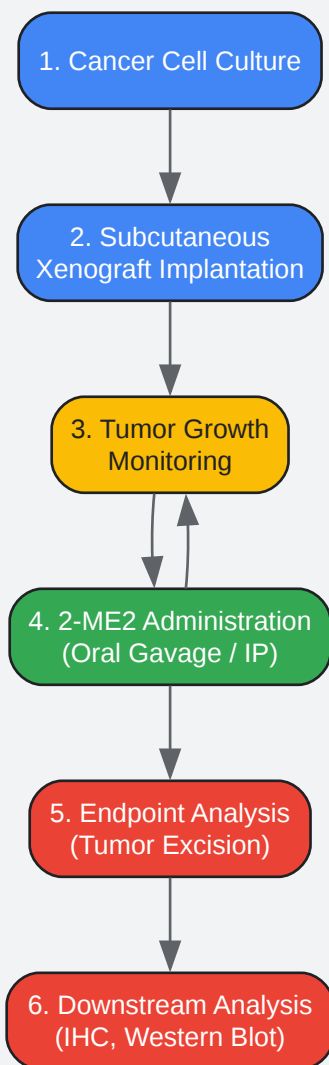 1. Cancer Cell Culture
2. Subcutaneous
Xenograft Implantation
3. Tumor Growth
Monitoring
4. 2-ME2 Administration
(Oral Gavage / IP)
5. Endpoint Analysis
(Tumor Excision)
6. Downstream Analysis
(IHC, Western Blot)